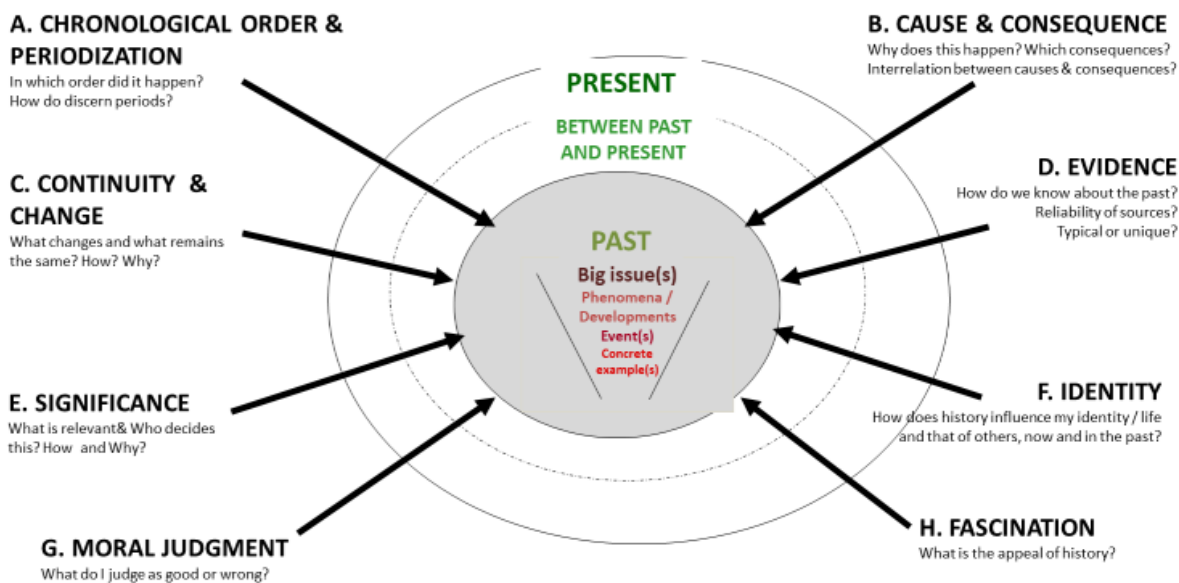 A. CHRONOLOGICAL ORDER &
PERIODIZATION
In which order did it happen?
How do discern periods?
B. CAUSE & CONSEQUENCE
Why does this happen? Which consequences?
Interrelation between causes & consequences?
PRESENT
BETWEEN PAST
AND PRESENT
C. CONTINUITY &
CHANGE
What changes and what remains
the same? How? Why?
D. EVIDENCE
How do we know about the past?
Reliability of sources?
Typical or unique?
PAST
Big issue(s)
Phenomena /
Developments
Event(s)
Concrete
example(s)
E. SIGNIFICANCE
What is relevant& Who decides
this? How and Why?
F. IDENTITY
How does history influence my identity / life
and that of others, now and in the past?
G. MORAL JUDGMENT
What do I judge as good or wrong?
H. FASCINATION
What is the appeal of history?